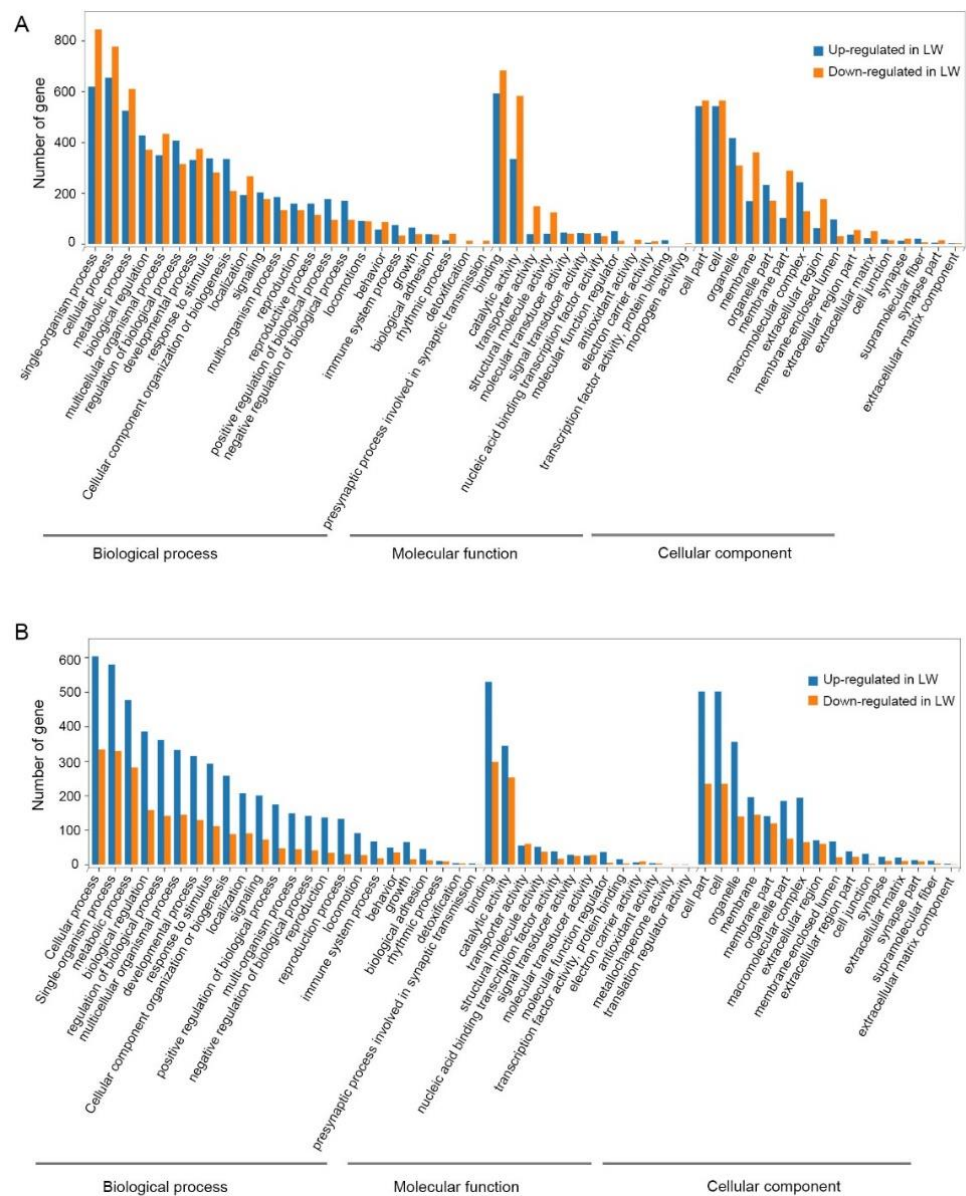 A
Number of gene
800
600
400
200
0
Up-regulated in LW
Down-regulated in LW
single-organism process
cellular process
metabolic process
biological regulation
multicellular organismal process
regulation of biological process
developmental process
response to stimulus
Cellular component organization or biogenesis
localization
signaling
multi-organism process
reproduction
reproductive process
positive regulation of biological process
negative regulation of biological process
locomotions
behavior
immune system process
growth
biological adhesion
rhythmic process
detoxification
presynaptic process involved in synaptic transmission
binding
catalytic activity
transporter activity
structural molecule activity
molecular transducer activity
signal transducer activity
nucleic acid binding transcription factor activity
molecular function regulator
antioxidant activity
electron carrier activity
transcription factor activity, protein binding
cell part
cell
organelle
membrane
organelle part
membrane part
macromolecular complex
extracellular region
membrane-enclosed lumen
extracellular region part
extracellular matrix
cell junction
synapse
supramolecular fiber
synapse part
extracellular matrix component
Biological process
Molecular function
Cellular component
B
Number of gene
600
500
400
300
200
100
0
Up-regulated in LW
Down-regulated in LW
Cellular process
Single-organism process
metabolic process
biological regulation
regulation of biological process
multicellular organismal process
developmental process
response to stimulus
Cellular component organization or biogenesis
localization
signaling
positive regulation of biological process
multi-organism process
negative regulation of biological process
reproduction
reprodutive process
locomotion
immune system process
behavior
growth
biological adhesion
rhythmic process
detoxification
presynaptic process involved in synaptic transmission
binding
catalytic activity
transporter activity
structural molecule activity
nucleic acid binding transcription factor activity
signal transducer activity
molecular transducer activity
molecular function regulator
transcription factor activity, protein binding
electron carrier activity
antioxidant activity
metallochaperone activity
translation regulator activity
cell part
cell
organelle
membrane
membrane part
organelle part
macromolecular complex
extracellular region
membrane-enclosed lumen
extracellular region part
cell junction
synapse
extracellular matrix
synapse part
supramolecular fiber
extracellular matrix component
Biological process
Molecular function
Cellular component